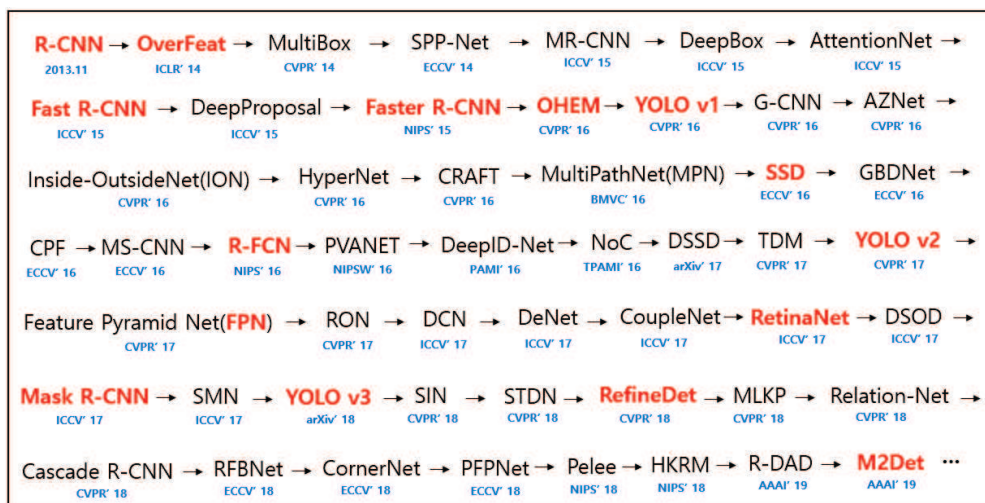 R-CNN → OverFeat → MultiBox → SPP-Net → MR-CNN → DeepBox → AttentionNet →
2013.11 ICLR' 14 CVPR' 14 ECCV' 14 ICCV' 15 ICCV' 15 ICCV' 15
Fast R-CNN → DeepProposal → Faster R-CNN → OHEM → YOLO v1 → G-CNN → AZNet →
ICCV' 15 ICCV' 15 NIPS' 15 CVPR' 16 CVPR' 16 CVPR' 16 CVPR' 16
Inside-OutsideNet(ION) → HyperNet → CRAFT → MultiPathNet(MPN) → SSD → GBDNet →
CVPR' 16 CVPR' 16 CVPR' 16 BMVC' 16 ECCV' 16 ECCV' 16
CPF → MS-CNN → R-FCN → PVANET → DeepID-Net → NoC → DSSD → TDM → YOLO v2 →
ECCV' 16 ECCV' 16 NIPS' 16 NIPSW' 16 PAMI' 16 TPAMI' 16 arXiv' 17 CVPR' 17 CVPR' 17
Feature Pyramid Net(FPN) → RON → DCN → DeNet → CoupleNet → RetinaNet → DSOD →
CVPR' 17 CVPR' 17 ICCV' 17 ICCV' 17 ICCV' 17 ICCV' 17 ICCV' 17
Mask R-CNN → SMN → YOLO v3 → SIN → STDN → RefineDet → MLKP → Relation-Net →
ICCV' 17 ICCV' 17 arXiv' 18 CVPR' 18 CVPR' 18 CVPR' 18 CVPR' 18 CVPR' 18
Cascade R-CNN → RFBNet → CornerNet → PFPNet → Pelee → HKRM → R-DAD → M2Det ···
CVPR' 18 ECCV' 18 ECCV' 18 ECCV' 18 NIPS' 18 NIPS' 18 AAAI' 19 AAAI' 19